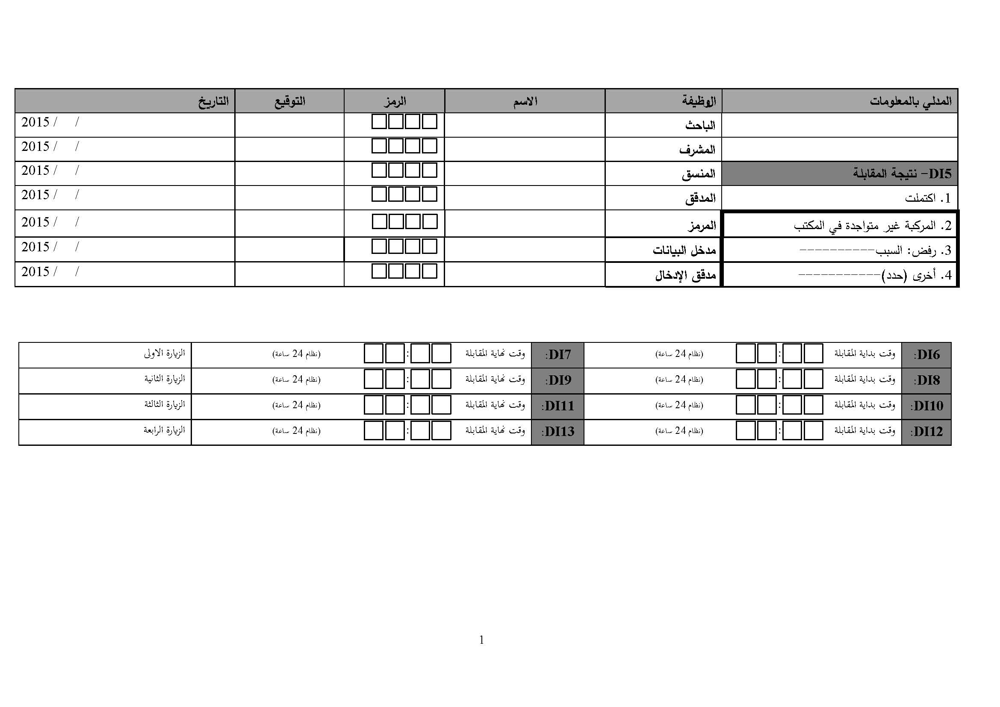 المدلي بالمعلومات الوظيفة الاسم الرمز التوقيع التاريخ
الباحث / / 2015
المشرف / / 2015
DI5- نتيجة المقابلة المنسق / / 2015
1. اكتملت المدقق / / 2015
2. المركبة غير متواجدة في المكتب المرمز / / 2015
3. رفض: السبب---------- مدخل البيانات / / 2015
4. أخرى (حدد)----------- مدقق الإدخال / / 2015
DI6: وقت بداية المقابلة : (نظام 24 ساعة) DI7: وقت نهاية المقابلة : (نظام 24 ساعة) الزيارة الاولى
DI8: وقت بداية المقابلة : (نظام 24 ساعة) DI9: وقت نهاية المقابلة : (نظام 24 ساعة) الزيارة الثانية
DI10: وقت بداية المقابلة : (نظام 24 ساعة) DI11: وقت نهاية المقابلة : (نظام 24 ساعة) الزيارة الثالثة
DI12: وقت بداية المقابلة : (نظام 24 ساعة) DI13: وقت نهاية المقابلة : (نظام 24 ساعة) الزيارة الرابعة
1